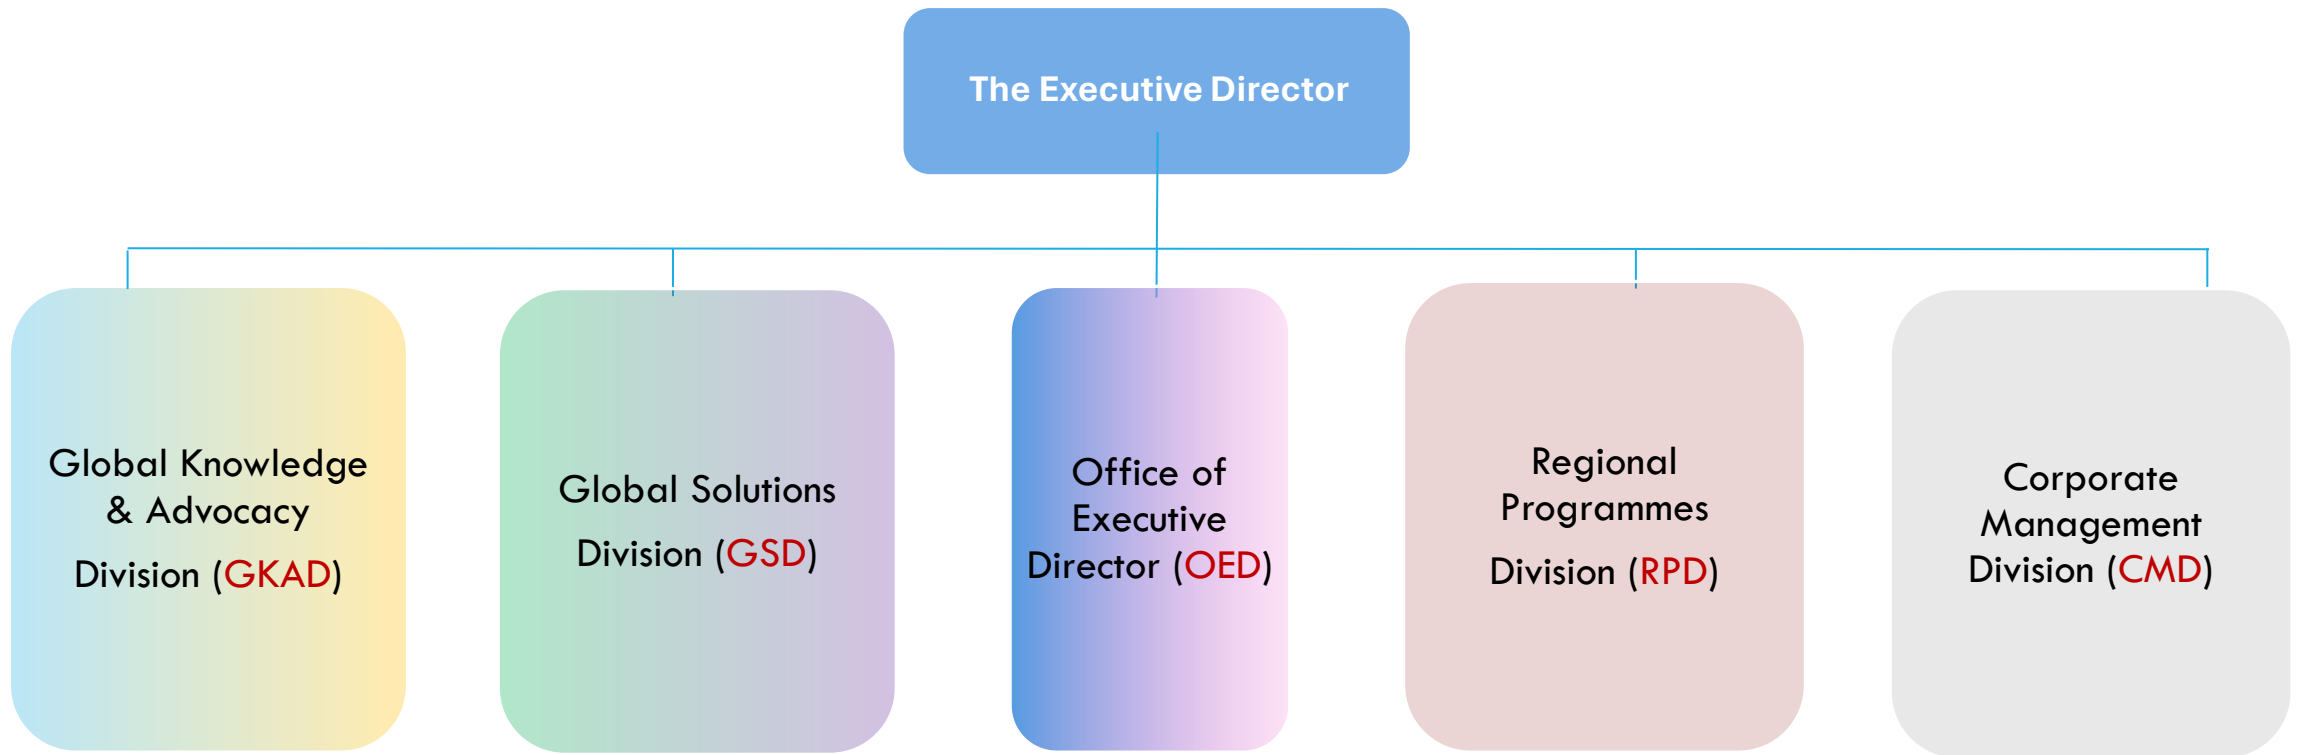 The Executive Director
Global Knowledge
& Advocacy
Division (GKAD)
Global Solutions
Division (GSD)
Office of
Executive
Director (OED)
Regional
Programmes
Division (RPD)
Corporate
Management
Division (CMD)